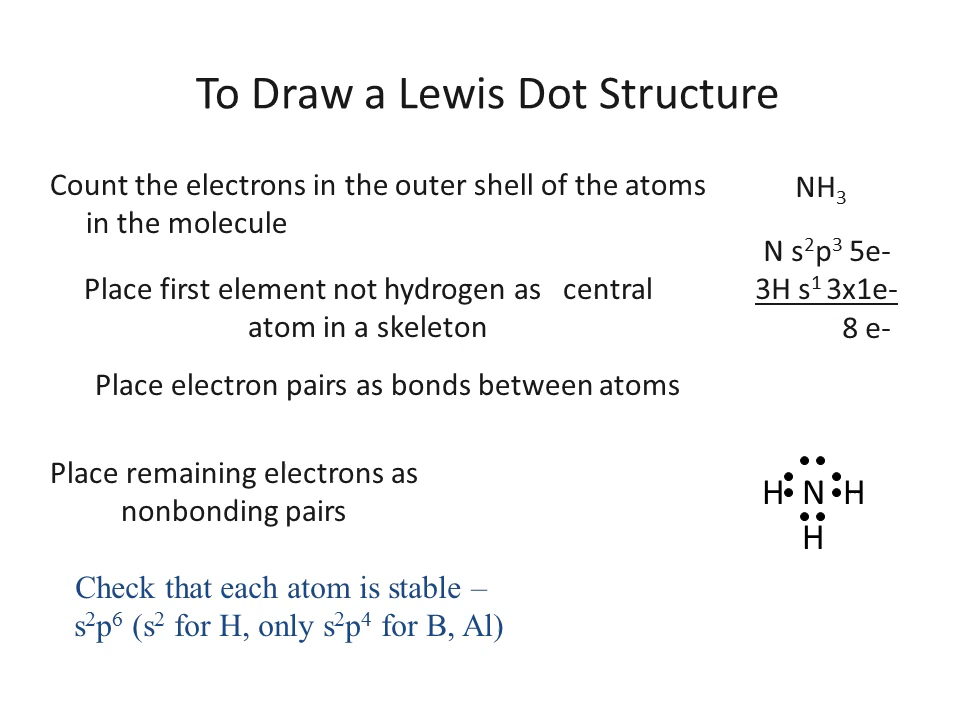 To Draw a Lewis Dot Structure
Count the electrons in the outer shell of the atoms
in the molecule
NH₃
N s²p³ 5e-
Place first element not hydrogen as central
3H s¹ 3x1e-
atom in a skeleton
8 e-
Place electron pairs as bonds between atoms
Place remaining electrons as
nonbonding pairs
H N H
H
Check that each atom is stable –
s²p⁶ (s² for H, only s²p⁴ for B, Al)